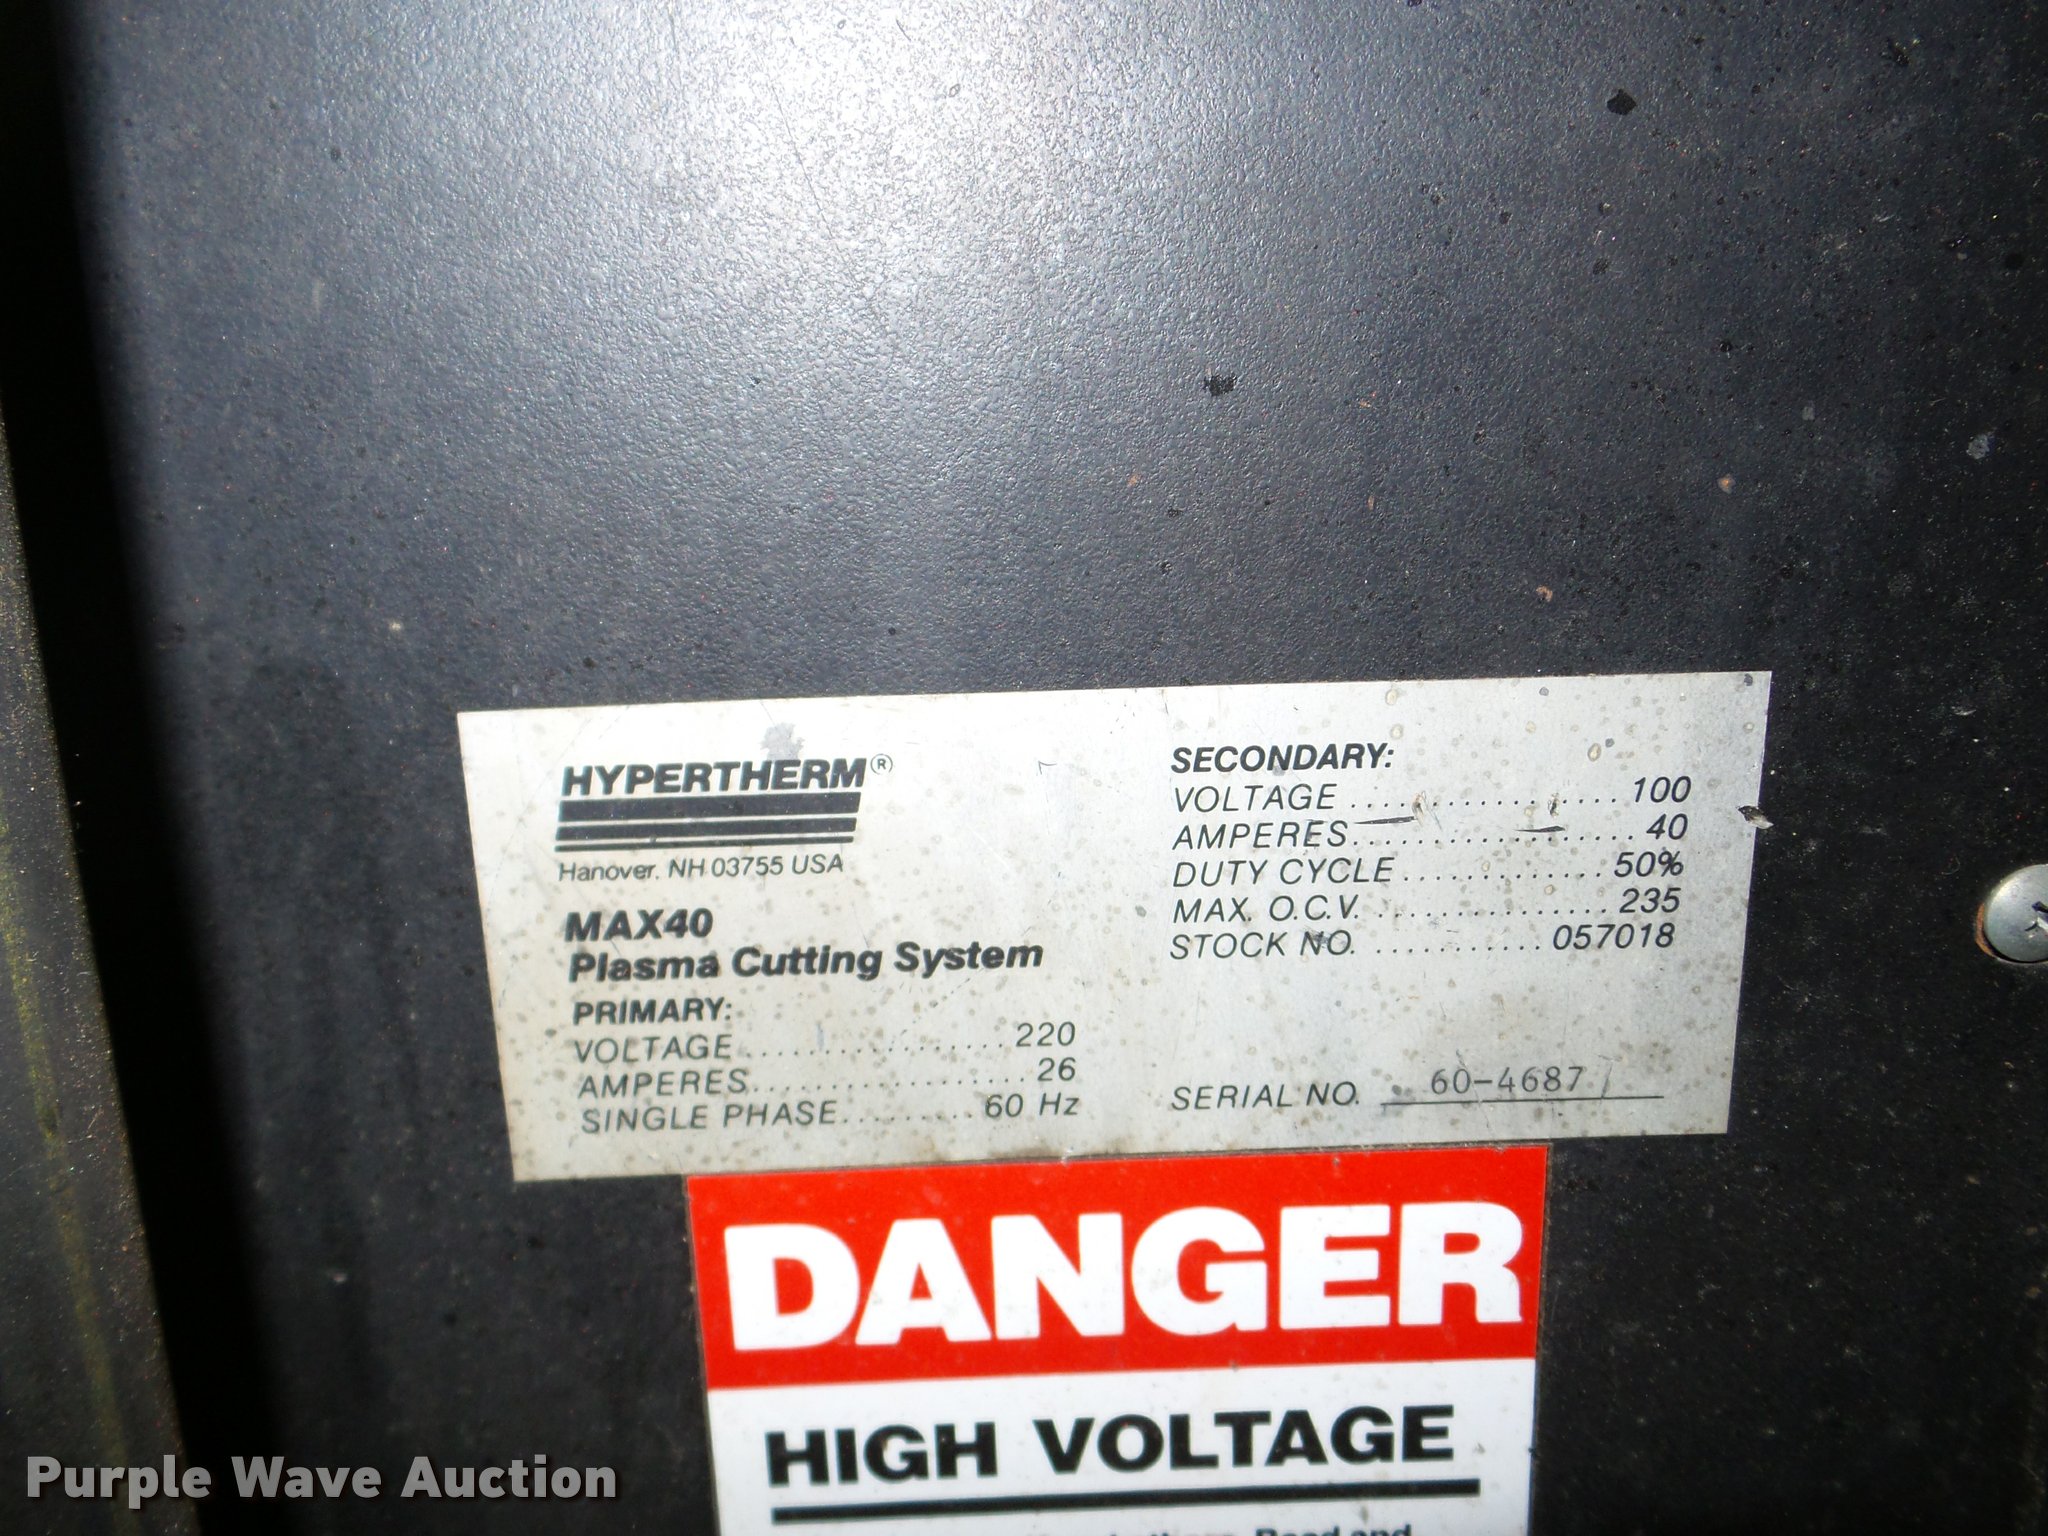 HYPERTHERM®
Hanover, NH 03755 USA
MAX40
Plasma Cutting System
PRIMARY:
VOLTAGE ................. 220
AMPERES.................... 26
SINGLE PHASE......... 60 Hz
SECONDARY:
VOLTAGE .................. 100
AMPERES................... 40
DUTY CYCLE ............. 50%
MAX. O.C.V. ............... 235
STOCK NO. ........... 057018
SERIAL NO. 60-4687
DANGER
HIGH VOLTAGE
Read and
Purple Wave Auction